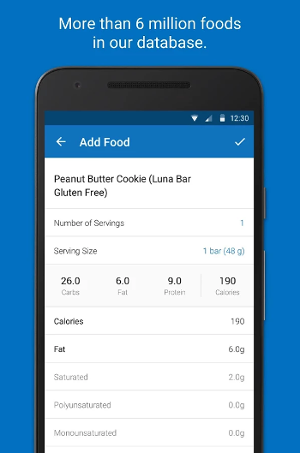 More than 6 million foods
in our database.
12:30
Add Food
Peanut Butter Cookie (Luna Bar
Gluten Free)
Number of Servings 1
Serving Size 1 bar (48 g)
26.0 6.0 9.0 190
Carbs Fat Protein Calories
Calories 190
Fat 6.0g
Saturated 2.0g
Polyunsaturated 0.0g
Monounsaturated 0.0g